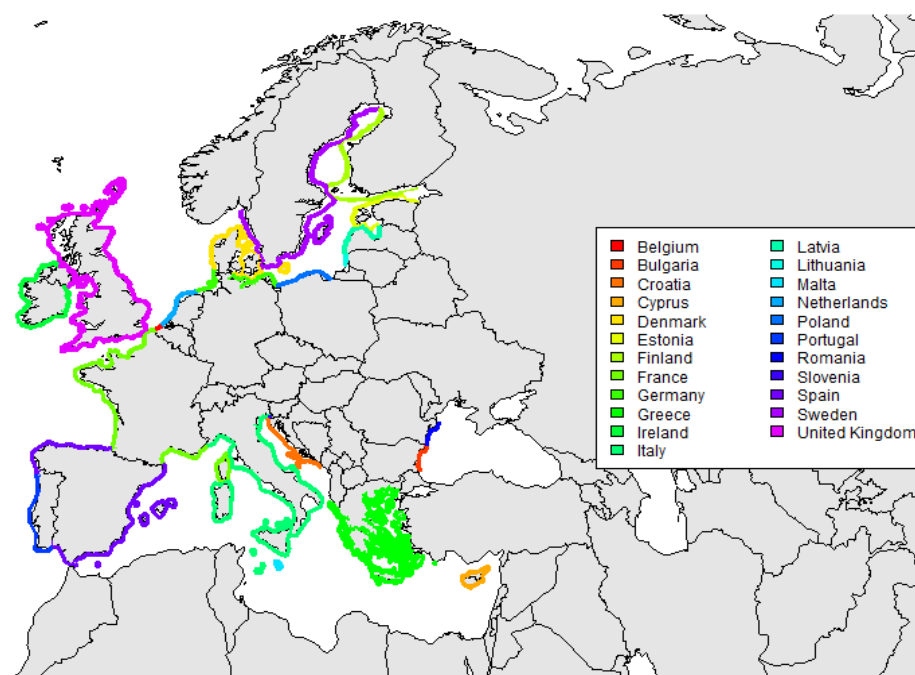 Belgium
Bulgaria
Croatia
Cyprus
Denmark
Estonia
Finland
France
Germany
Greece
Ireland
Italy
Latvia
Lithuania
Malta
Netherlands
Poland
Portugal
Romania
Slovenia
Spain
Sweden
United Kingdom